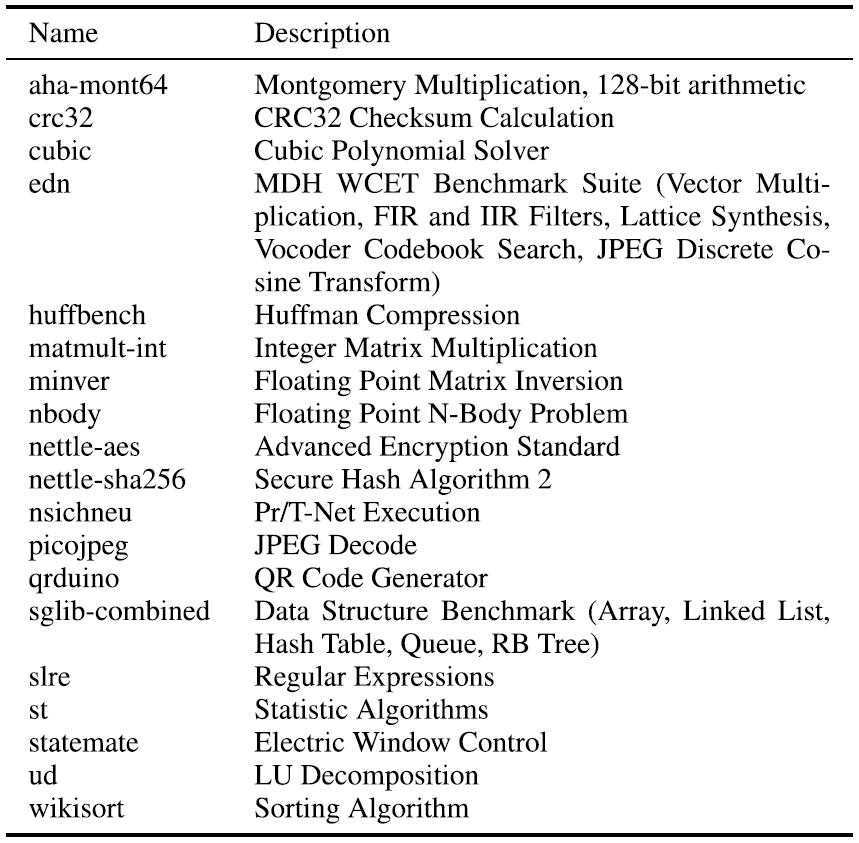 Name Description
aha-mont64 Montgomery Multiplication, 128-bit arithmetic
crc32 CRC32 Checksum Calculation
cubic Cubic Polynomial Solver
edn MDH WCET Benchmark Suite (Vector Multi-
plication, FIR and IIR Filters, Lattice Synthesis,
Vocoder Codebook Search, JPEG Discrete Co-
sine Transform)
huffbench Huffman Compression
matmult-int Integer Matrix Multiplication
minver Floating Point Matrix Inversion
nbody Floating Point N-Body Problem
nettle-aes Advanced Encryption Standard
nettle-sha256 Secure Hash Algorithm 2
nsichneu Pr/T-Net Execution
picojpeg JPEG Decode
qrduino QR Code Generator
sglib-combined Data Structure Benchmark (Array, Linked List,
Hash Table, Queue, RB Tree)
slre Regular Expressions
st Statistic Algorithms
statemate Electric Window Control
ud LU Decomposition
wikisort Sorting Algorithm